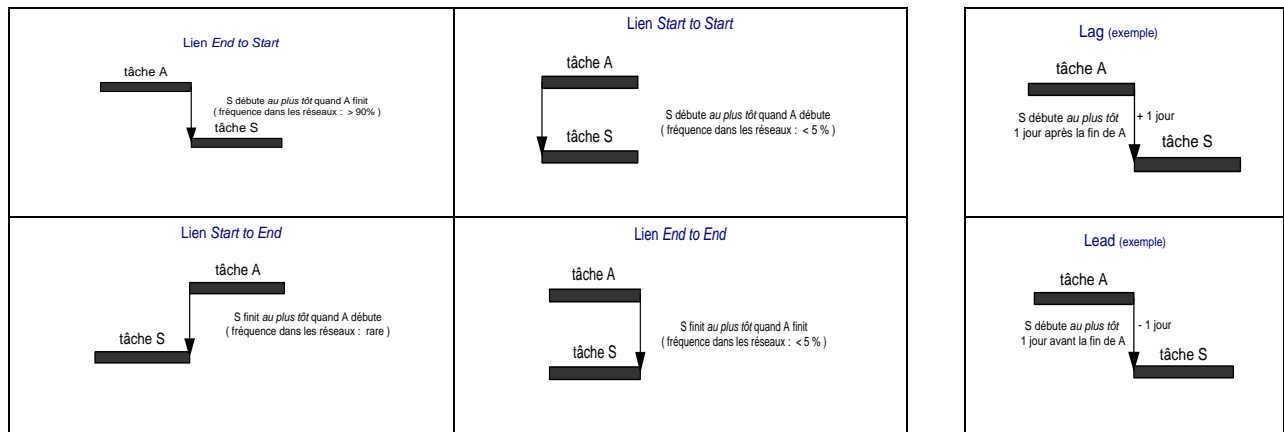 Lien End to Start
tâche A
S débute au plus tôt quand A finit
( fréquence dans les réseaux : > 90% )
tâche S
Lien Start to Start
tâche A
S débute au plus tôt quand A débute
( fréquence dans les réseaux : < 5 % )
tâche S
Lag (exemple)
tâche A
S débute au plus tôt
1 jour après la fin de A
+ 1 jour
tâche S
Lien Start to End
tâche A
S finit au plus tôt quand A débute
( fréquence dans les réseaux : rare )
tâche S
Lien End to End
tâche A
S finit au plus tôt quand A finit
( fréquence dans les réseaux : < 5 % )
tâche S
Lead (exemple)
tâche A
S débute au plus tôt
1 jour avant la fin de A
- 1 jour
tâche S